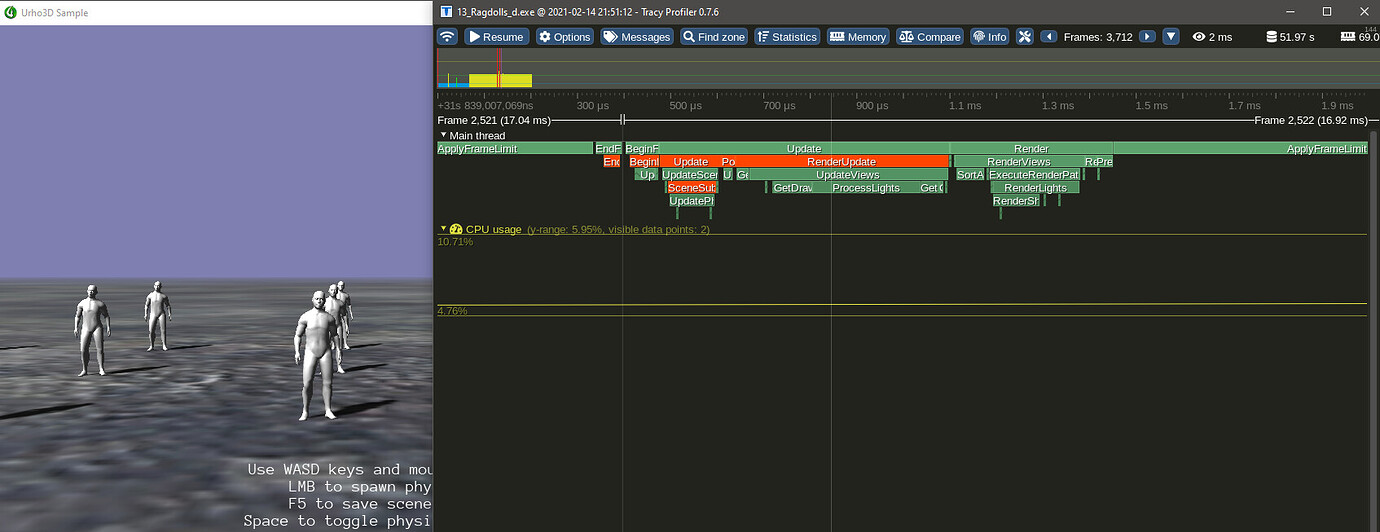 Urho3D Sample
Use WASD keys and mou
LMB to spawn phy
F5 to save scene
Space to toggle physi
13_Ragdolls_d.exe @ 2021-02-14 21:51:12 - Tracy Profiler 0.7.6
Resume Options Messages Find zone Statistics Memory Compare Info Frames: 3,712 2 ms 51.97 s 69.0
144
+31s 839,007,069ns 300 μs 500 μs 700 μs 900 μs 1.1 ms 1.3 ms 1.5 ms 1.7 ms 1.9 ms
Frame 2,521 (17.04 ms) Frame 2,522 (16.92 ms)
Main thread
ApplyFrameLimit EndF BeginF Update Render ApplyFrameLimit
End BeginI Update Po RenderUpdate RenderViews Re Pre
Up. UpdateScer U Ge UpdateViews SortA ExecuteRenderPat
SceneSub GetDrav ProcessLights Get C RenderLights
UpdatePI RenderSh
CPU usage (y-range: 5.95%, visible data points: 2)
10.71%
4.76%